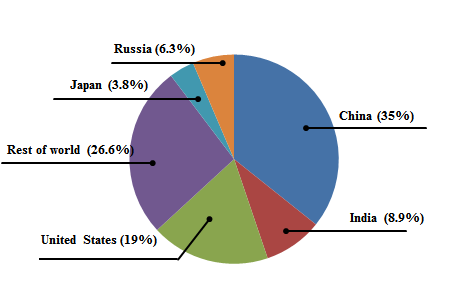 Russia (6.3%)
Japan (3.8%)
China (35%)
Rest of world (26.6%)
India (8.9%)
United States (19%)